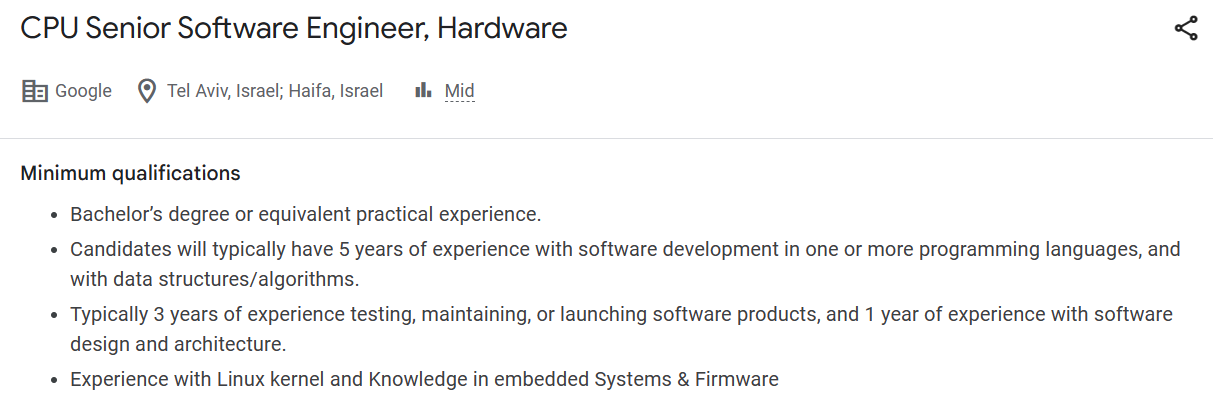 CPU Senior Software Engineer, Hardware
Google Tel Aviv, Israel; Haifa, Israel Mid
Minimum qualifications
• Bachelor’s degree or equivalent practical experience.
• Candidates will typically have 5 years of experience with software development in one or more programming languages, and
with data structures/algorithms.
• Typically 3 years of experience testing, maintaining, or launching software products, and 1 year of experience with software
design and architecture.
• Experience with Linux kernel and Knowledge in embedded Systems & Firmware